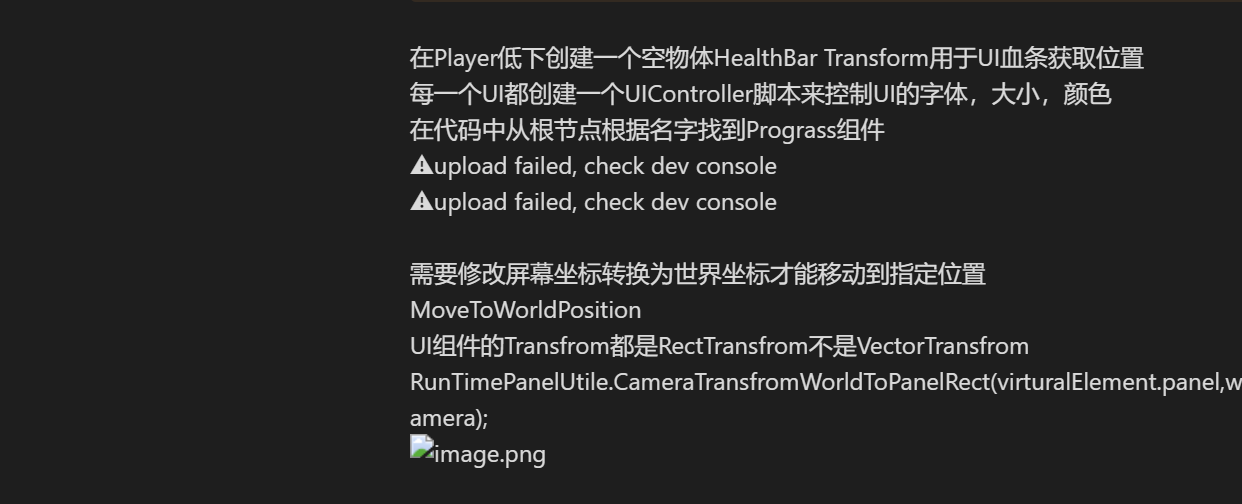 在Player低下创建一个空物体HealthBar Transform用于UI血条获取位置
每一个UI都创建一个UIController脚本来控制UI的字体，大小，颜色
在代码中从根节点根据名字找到Prograss组件
⚠upload failed, check dev console
⚠upload failed, check dev console
需要修改屏幕坐标转换为世界坐标才能移动到指定位置
MoveToWorldPosition
UI组件的Transfrom都是RectTransfrom不是VectorTransfrom
RunTimePanelUtile.CameraTransfromWorldToPanelRect(virturalElement.panel,w
amera);
image.png